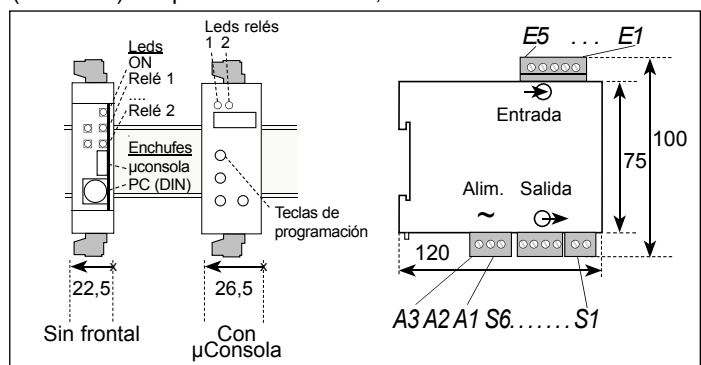 Leds
ON
Relé 1
....
Relé 2
Enchufes
µconsola
PC (DIN)
22,5
Sin frontal
Leds relés
1 2
Teclas de
programación
26,5
Con
µConsola
E5 . . . E1
Entrada
100
75
Alim. Salida
~
120
A3 A2 A1 S6....... S1